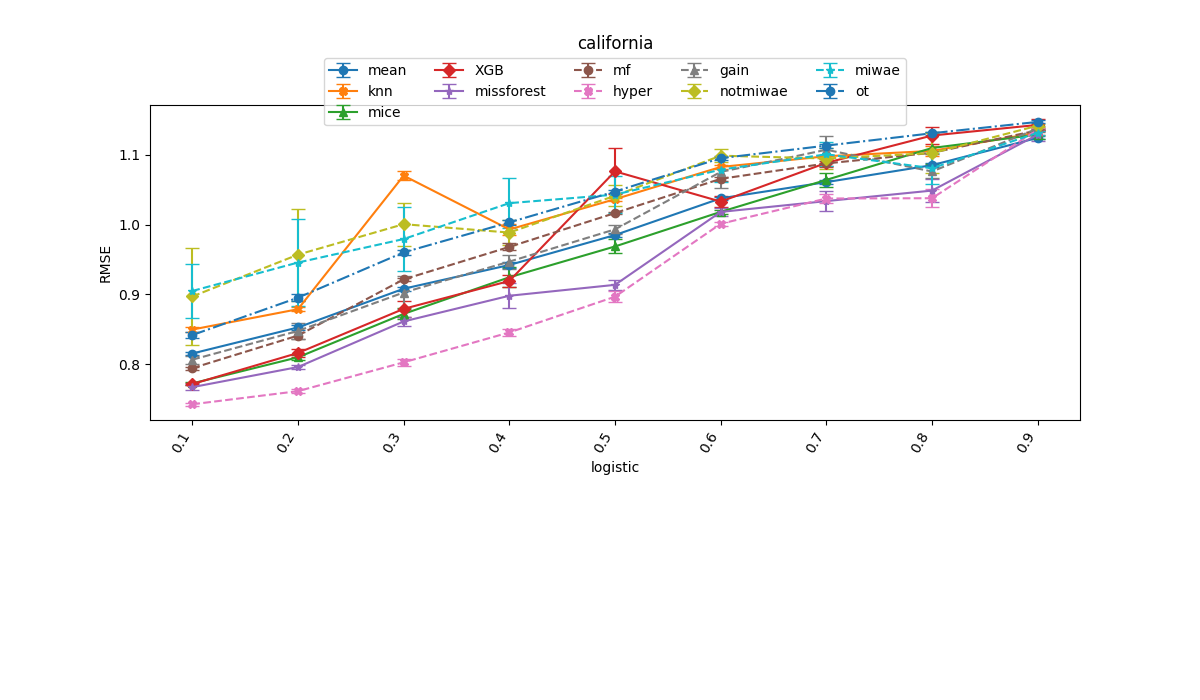 california
mean XGB mf gain miwae
knn missforest hyper notmiwae ot
mice
RMSE
1.1
1.0
0.9
0.8
0.1 0.2 0.3 0.4 0.5 0.6 0.7 0.8 0.9
logistic